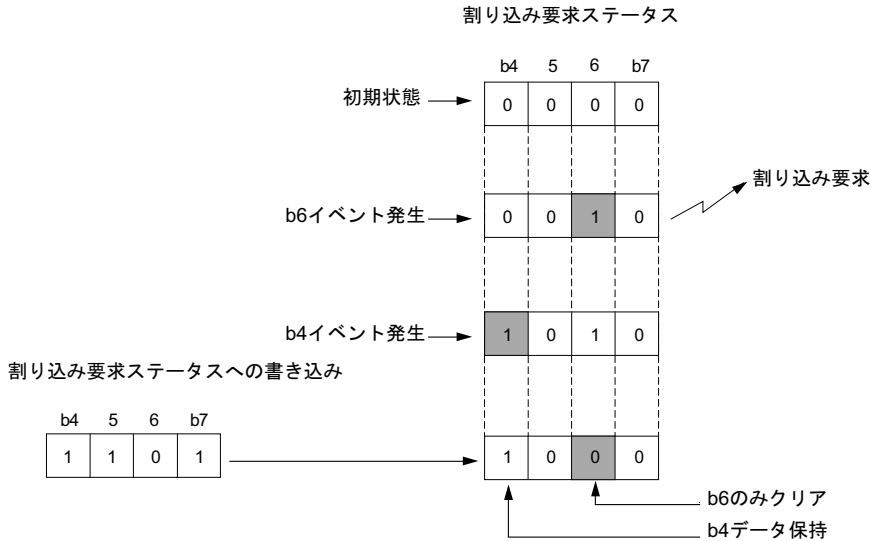 割り込み要求ステータス
b4 5 6 b7
初期状態 0 0 0 0
割り込み要求
b6イベント発生 0 0 1 0
b4イベント発生 1 0 1 0
割り込み要求ステータスへの書き込み
b4 5 6 b7
1 1 0 1 1 0 0 0
b6のみクリア
b4データ保持